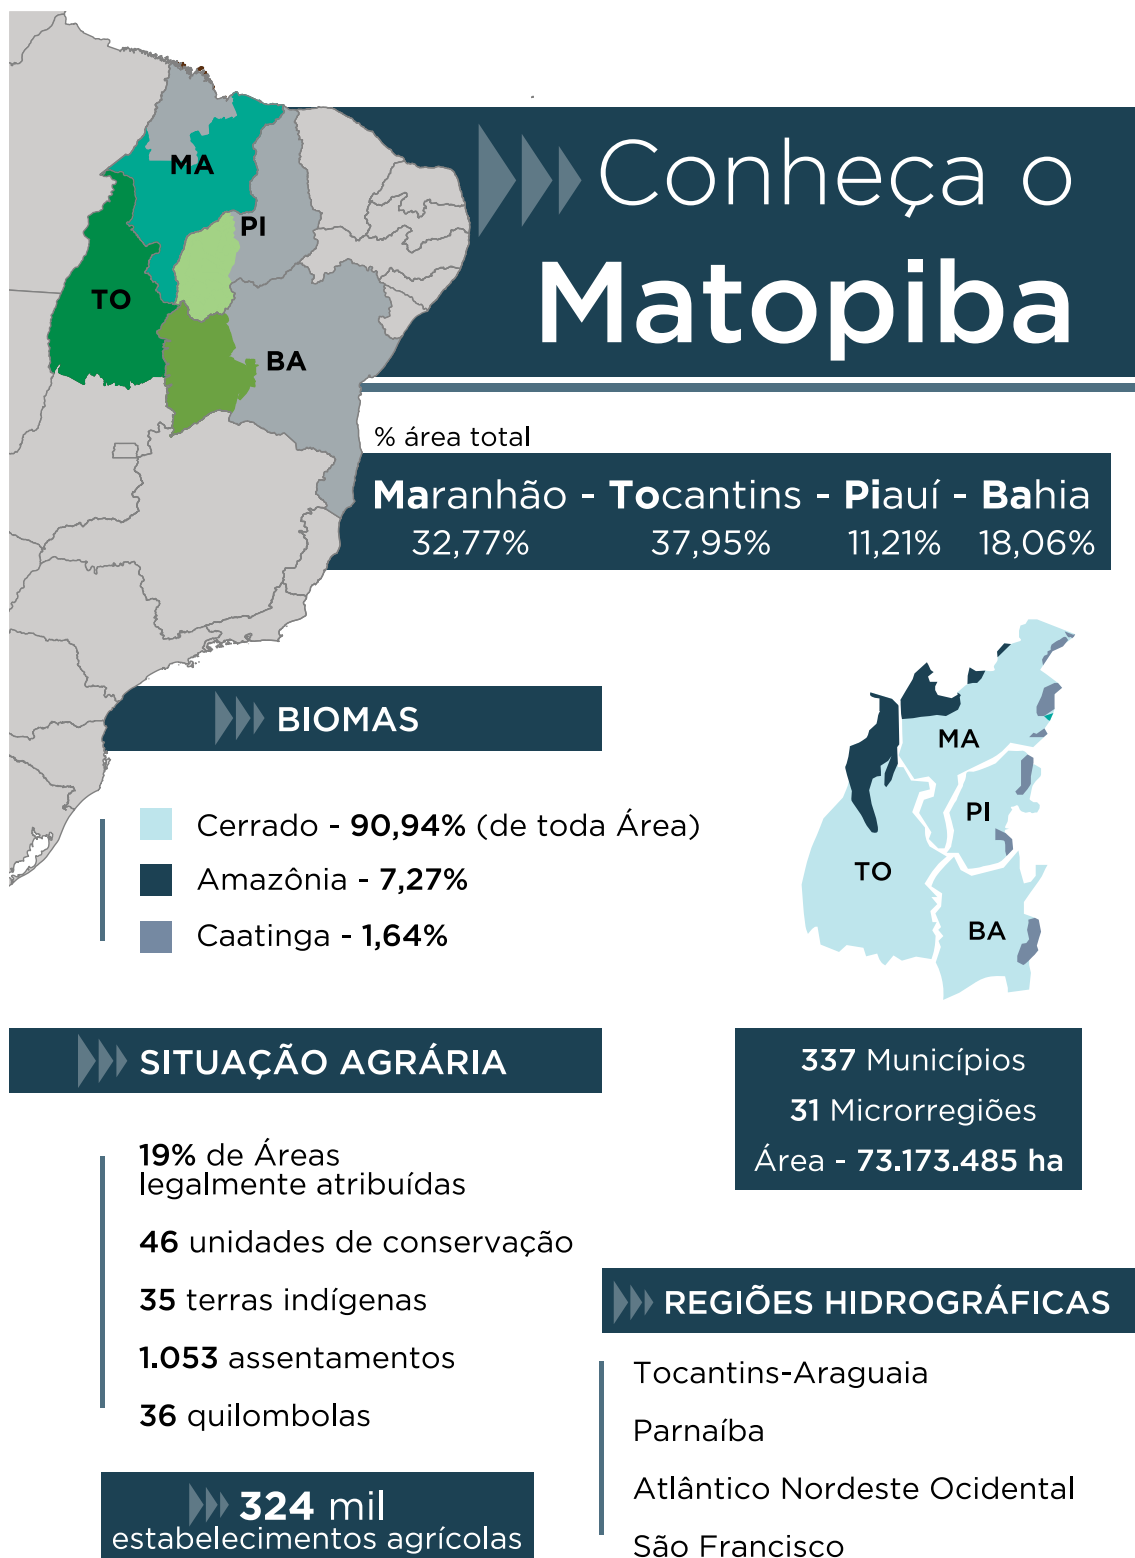 Conheça o
Matopiba
MA
PI
TO
BA
% área total
Maranhão - Tocantins - Piauí - Bahia
32,77% 37,95% 11,21% 18,06%
BIOMAS
Cerrado - 90,94% (de toda Área)
Amazônia - 7,27%
Caatinga - 1,64%
MA
PI
TO
BA
SITUAÇÃO AGRÁRIA
19% de Áreas
legalmente atribuídas
46 unidades de conservação
35 terras indígenas
1.053 assentamentos
36 quilombolas
324 mil
estabelecimentos agrícolas
337 Municípios
31 Microrregiões
Área - 73.173.485 ha
REGIÕES HIDROGRÁFICAS
Tocantins-Araguaia
Parnaíba
Atlântico Nordeste Ocidental
São Francisco